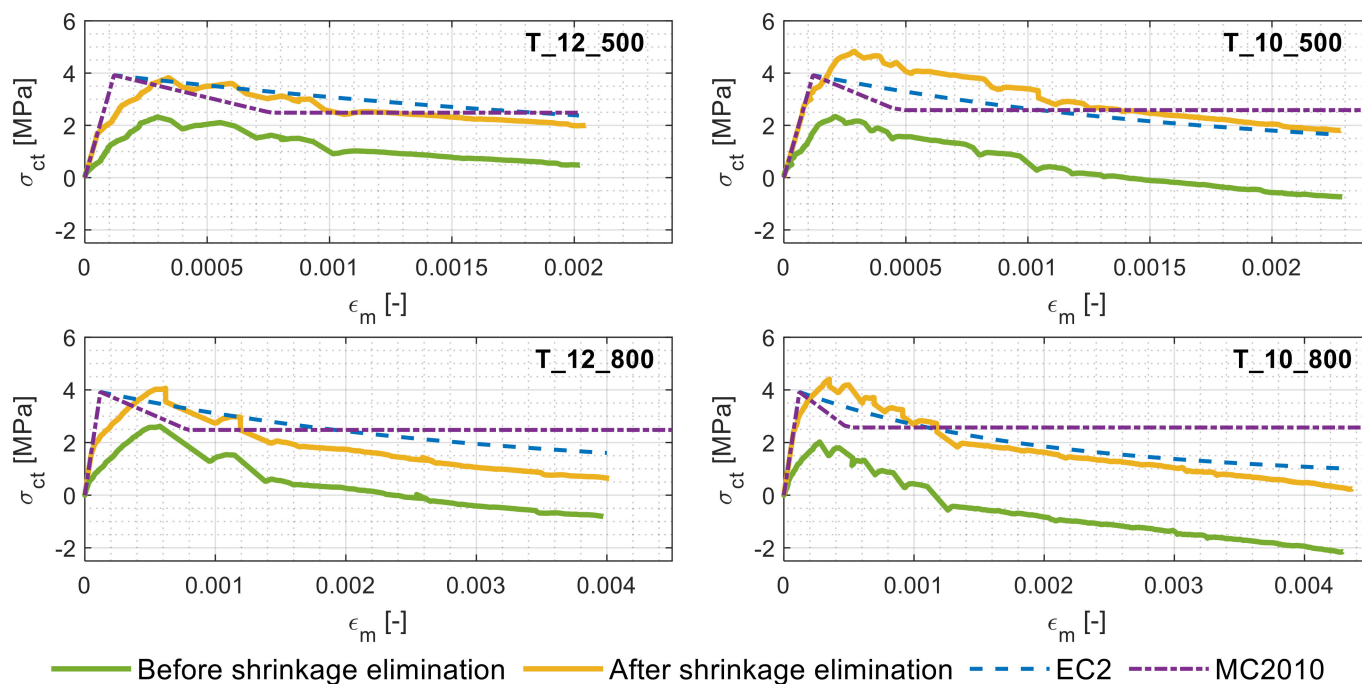 T_12_500
σct [MPa]
6
4
2
0
-2
0 0.0005 0.001 0.0015 0.002
ϵm [-]
T_10_500
σct [MPa]
6
4
2
0
-2
0 0.0005 0.001 0.0015 0.002
ϵm [-]
T_12_800
σct [MPa]
6
4
2
0
-2
0 0.001 0.002 0.003 0.004
ϵm [-]
T_10_800
σct [MPa]
6
4
2
0
-2
0 0.001 0.002 0.003 0.004
ϵm [-]
Before shrinkage elimination After shrinkage elimination EC2 MC2010